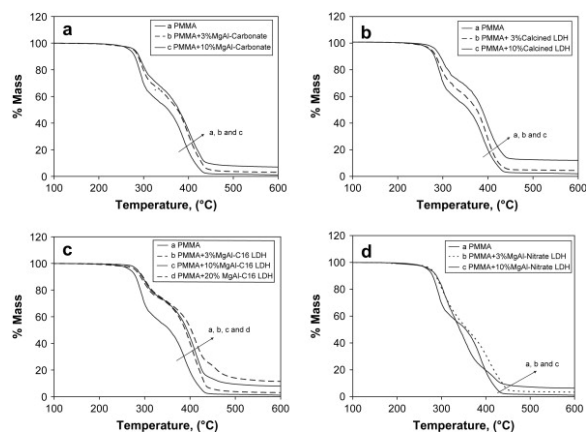 a
a PMMA
b PMMA+3%MgAl-Carbonate
c PMMA+10%MgAl-Carbonate
a, b and c
% Mass
120
100
80
60
40
20
0
100 200 300 400 500 600
Temperature, (°C)
b
a PMMA
b PMMA+ 3%Calcined LDH
c PMMA+10%Calcined LDH
a, b and c
% Mass
120
100
80
60
40
20
0
100 200 300 400 500 600
Temperature, (°C)
c
a PMMA
b PMMA+3%MgAl-C16 LDH
c PMMA+10%MgAl-C16 LDH
d PMMA+20% MgAl-C16 LDH
a, b, c and d
% Mass
120
100
80
60
40
20
0
100 200 300 400 500 600
Temperature, (°C)
d
a PMMA
b PMMA+3%MgAl-Nitrate LDH
c PMMA+10%MgAl-Nitrate LDH
a, b and c
% Mass
120
100
80
60
40
20
0
100 200 300 400 500 600
Temperature, (°C)